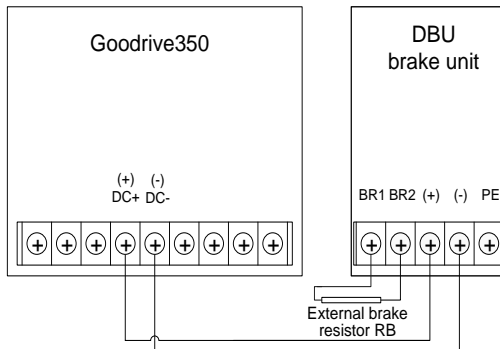 Goodrive350
DBU
brake unit
(+) (-)
DC+ DC-
BR1 BR2 (+) (-) PE
External brake
resistor RB